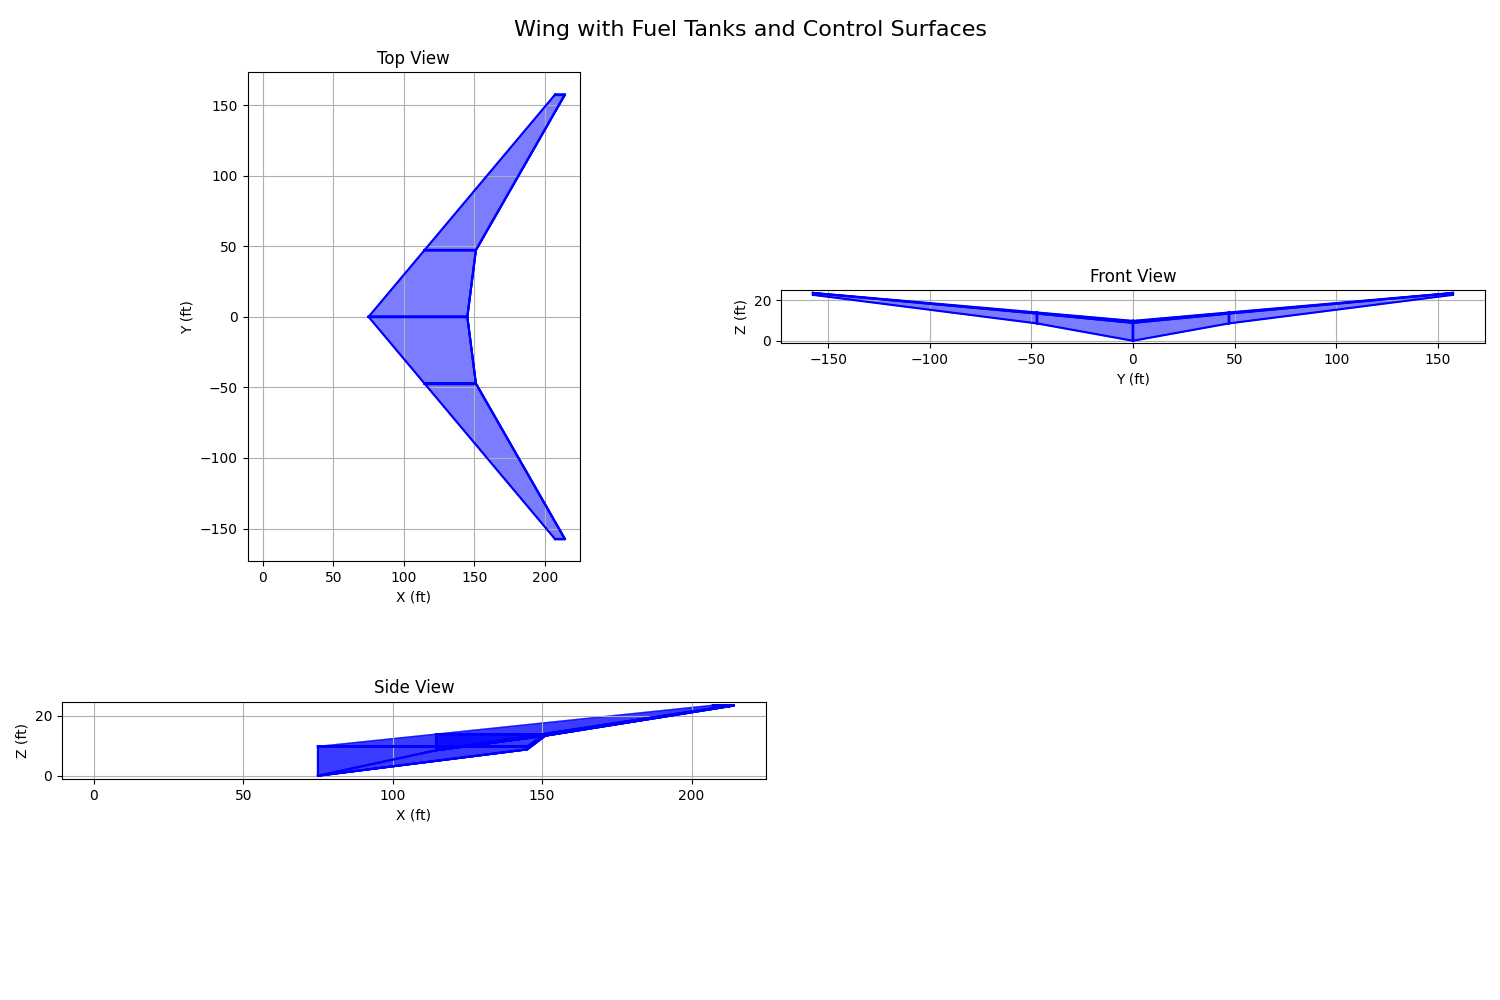 Wing with Fuel Tanks and Control Surfaces
Top View
150
100
50
0
−50
−100
−150
Y (ft)
0 50 100 150 200
X (ft)
Front View
20
0
Z (ft)
−150 −100 −50 0 50 100 150
Y (ft)
Side View
20
0
Z (ft)
0 50 100 150 200
X (ft)